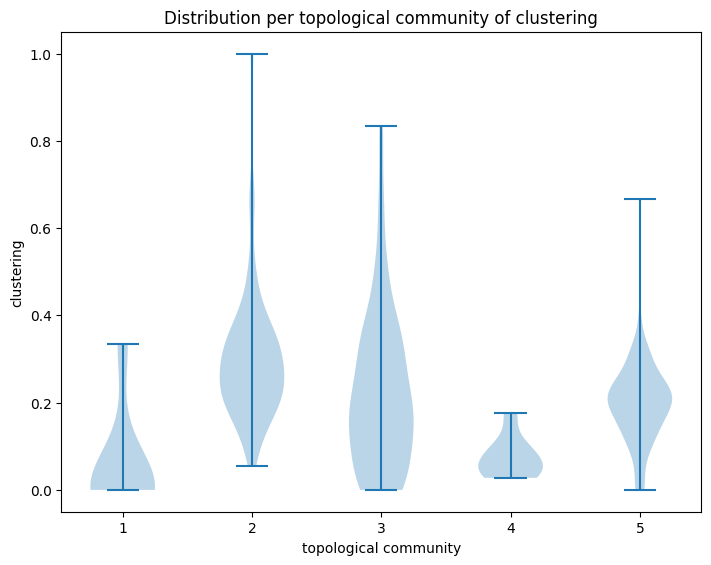 Distribution per topological community of clustering
clustering
1.0
0.8
0.6
0.4
0.2
0.0
1 2 3 4 5
topological community